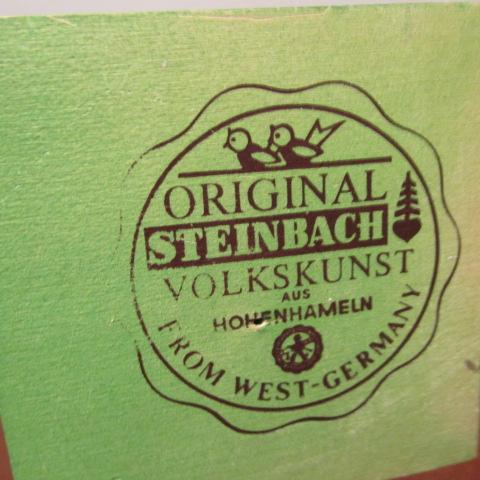 ORIGINAL
STEINBACH
VOLKSKUNST
AUS
HOHENHAMELN
FROM WEST-GERMANY